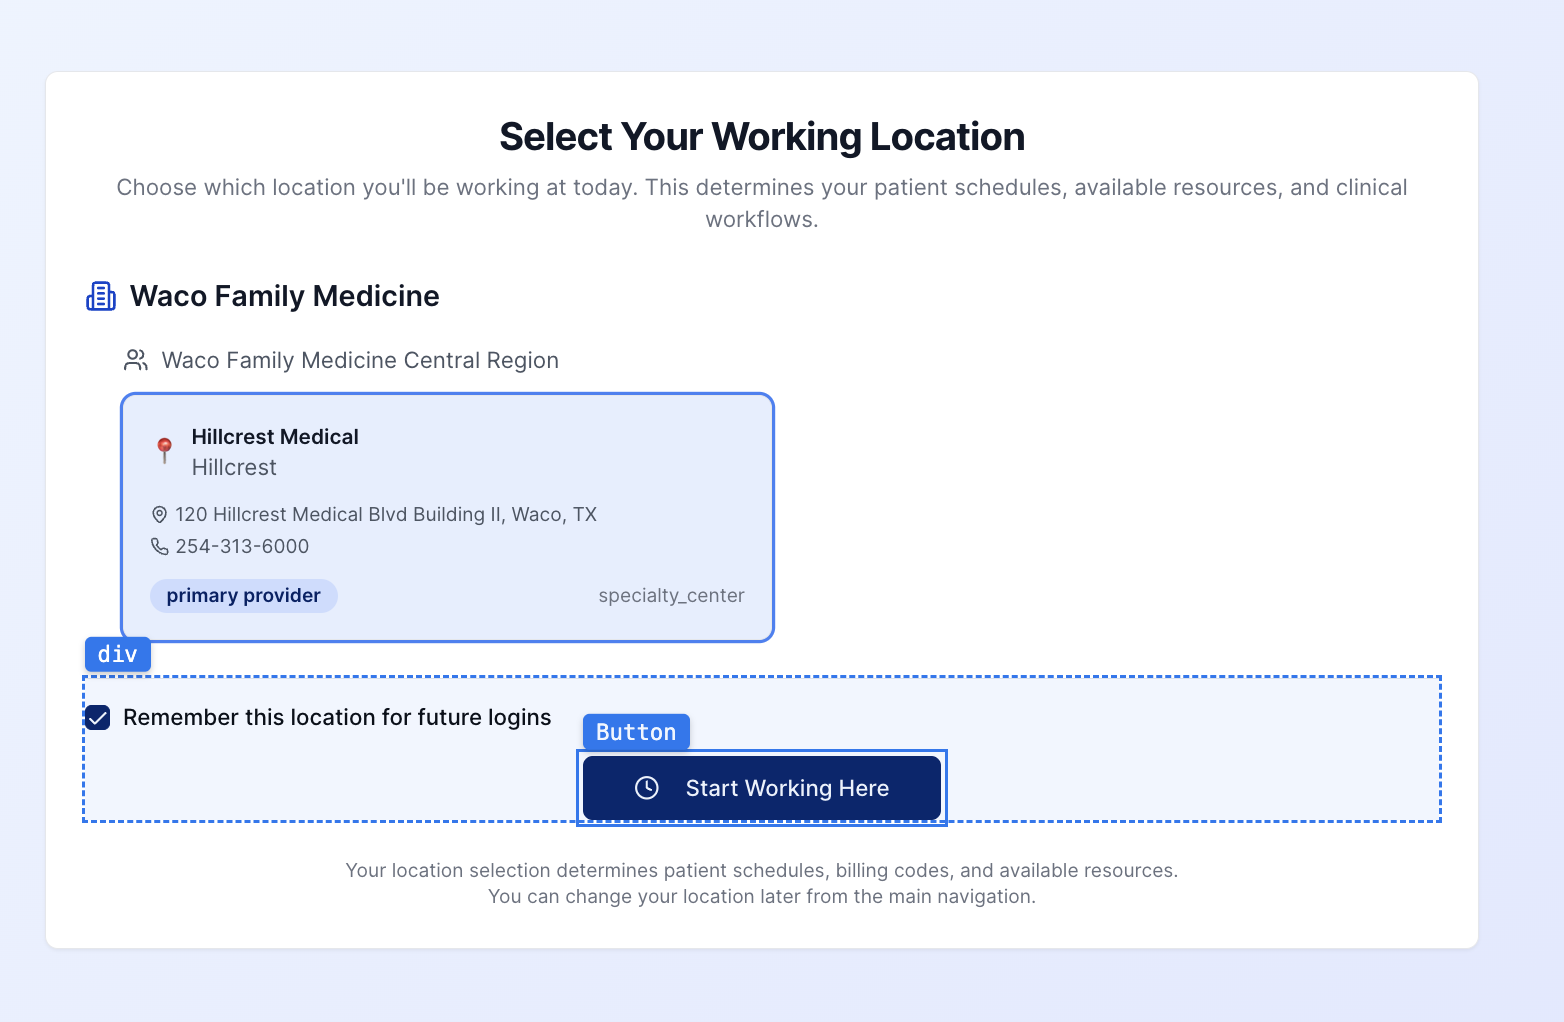 Select Your Working Location
Choose which location you'll be working at today. This determines your patient schedules, available resources, and clinical
workflows.
Waco Family Medicine
Waco Family Medicine Central Region
Hillcrest Medical
Hillcrest
120 Hillcrest Medical Blvd Building II, Waco, TX
254-313-6000
primary provider
specialty_center
div
Remember this location for future logins
Button
Start Working Here
Your location selection determines patient schedules, billing codes, and available resources.
You can change your location later from the main navigation.